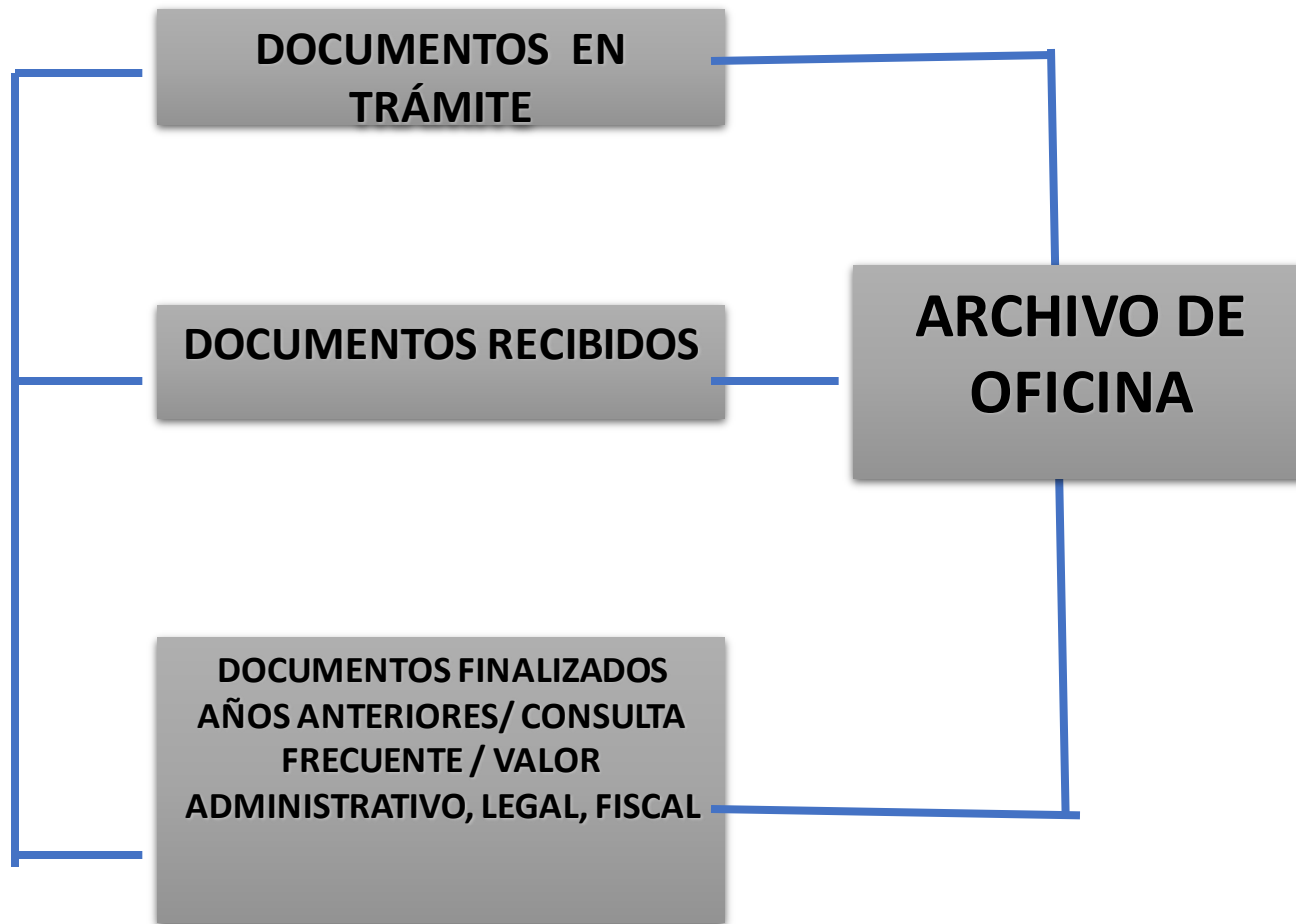 DOCUMENTOS EN
TRÁMITE
DOCUMENTOS RECIBIDOS
ARCHIVO DE
OFICINA
DOCUMENTOS FINALIZADOS
AÑOS ANTERIORES/ CONSULTA
FRECUENTE / VALOR
ADMINISTRATIVO, LEGAL, FISCAL